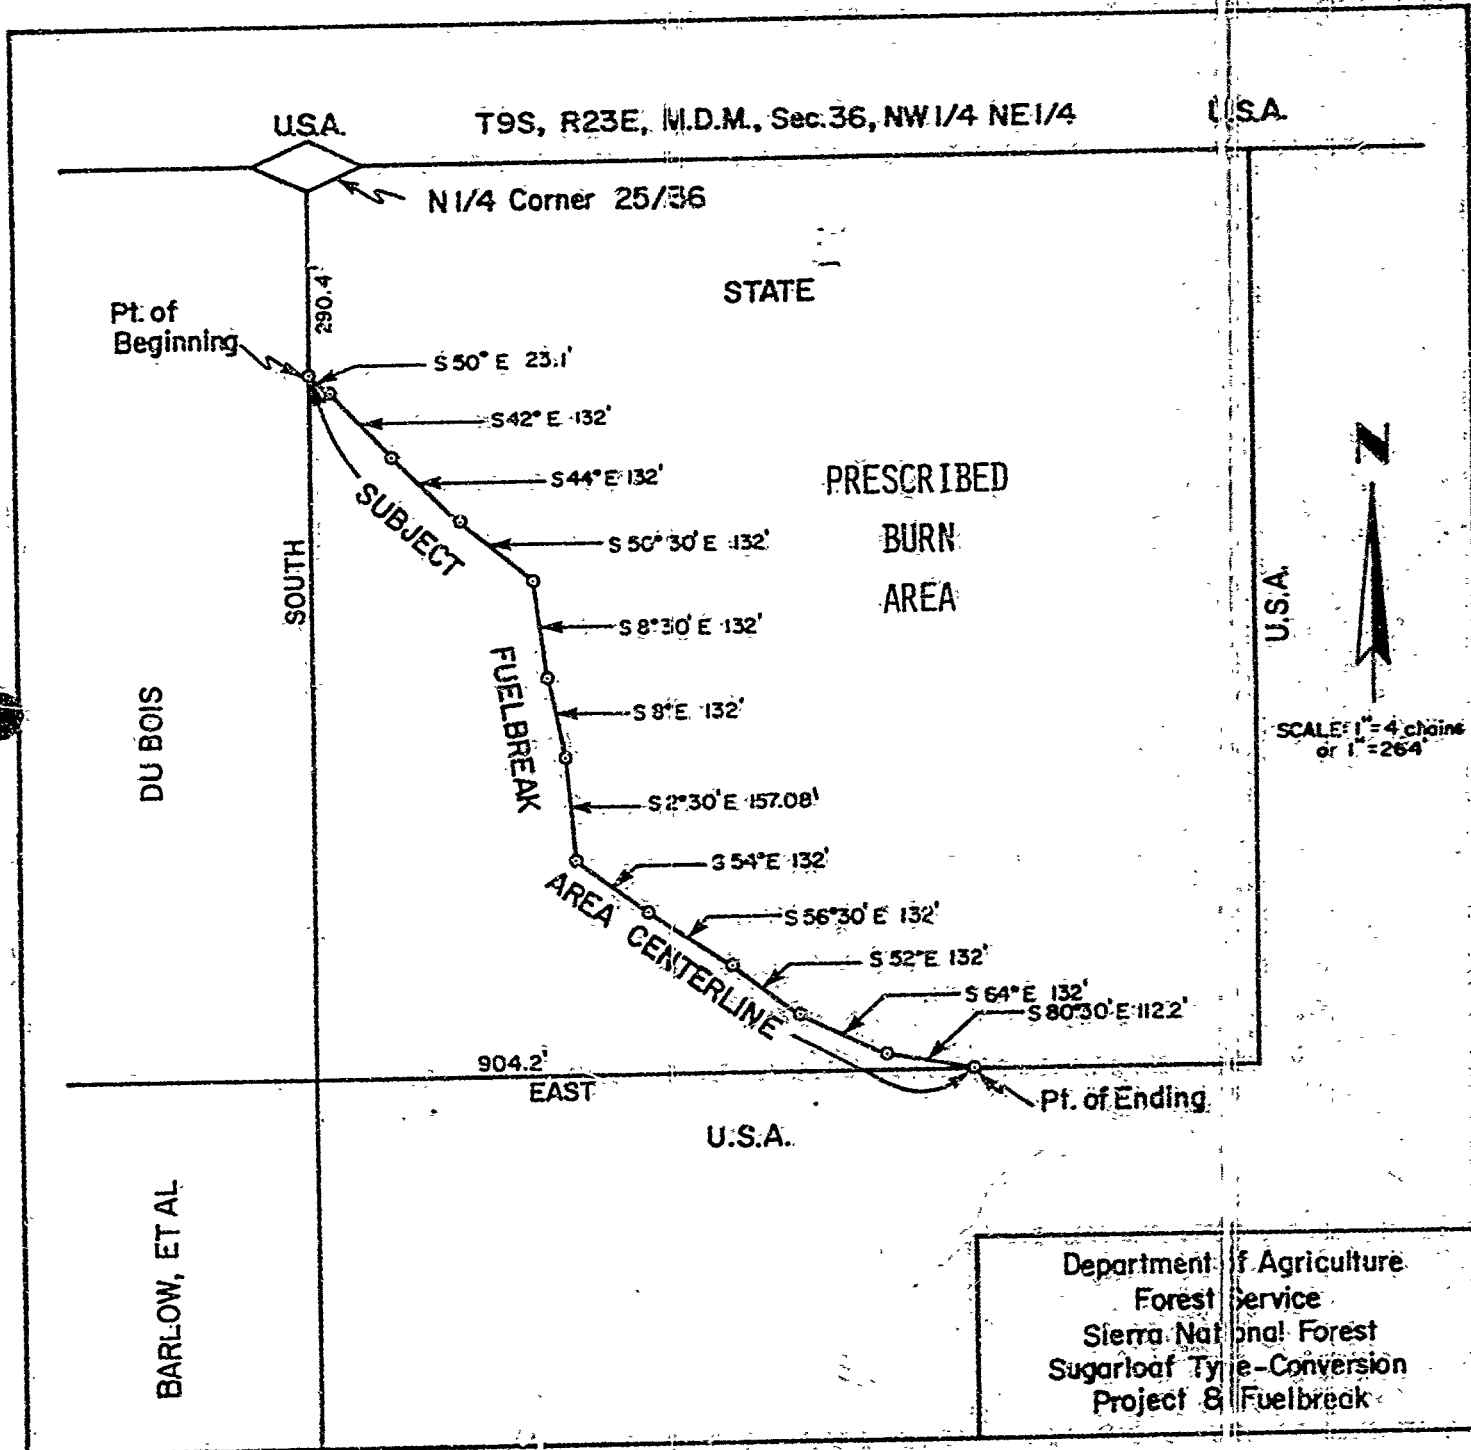 U.S.A.
T9S, R23E, M.D.M., Sec.36, NW1/4 NE1/4
U.S.A.
N1/4 Corner 25/36
290.4'
STATE
Pt. of
Beginning
S 50° E 23.1'
S 42° E 132'
S 44° E 132'
PRESCRIBED
BURN
AREA
N
SUBJECT
S 50°30' E 132'
SOUTH
S 8°30' E 132'
U.S.A.
FUELBREAK
DU BOIS
S 8° E 132'
SCALE: 1"=4 chains
or 1"=264'
S 2°30' E 157.08'
S 54° E 132'
AREA CENTERLINE
S 56°30' E 132'
S 52° E 132'
S 64° E 132'
S 80°30' E 112.2'
904.2'
EAST
Pt. of Ending
U.S.A.
BARLOW, ET AL
Department of Agriculture
Forest Service
Sierra National Forest
Sugarloaf Type-Conversion
Project & Fuelbreak